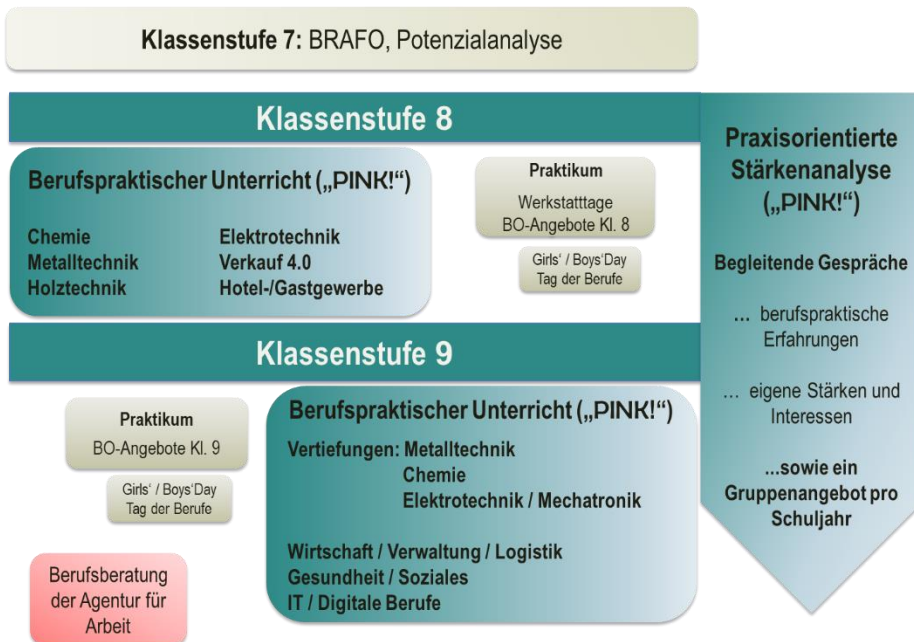 Klassenstufe 7: BRAFO, Potenzialanalyse
Klassenstufe 8
Berufspraktischer Unterricht („PINK!“)
Chemie
Metalltechnik
Holztechnik
Elektrotechnik
Verkauf 4.0
Hotel-/Gastgewerbe
Praktikum
Werkstatttage
BO-Angebote Kl. 8
Girls‘ / Boys‘Day
Tag der Berufe
Klassenstufe 9
Praktikum
BO-Angebote Kl. 9
Girls‘ / Boys‘Day
Tag der Berufe
Berufsberatung
der Agentur für
Arbeit
Berufspraktischer Unterricht („PINK!“)
Vertiefungen: Metalltechnik
Chemie
Elektrotechnik / Mechatronik
Wirtschaft / Verwaltung / Logistik
Gesundheit / Soziales
IT / Digitale Berufe
Praxisorientierte
Stärkenanalyse
(„PINK!“)
Begleitende Gespräche
... berufspraktische
Erfahrungen
... eigene Stärken und
Interessen
...sowie ein
Gruppenangebot pro
Schuljahr